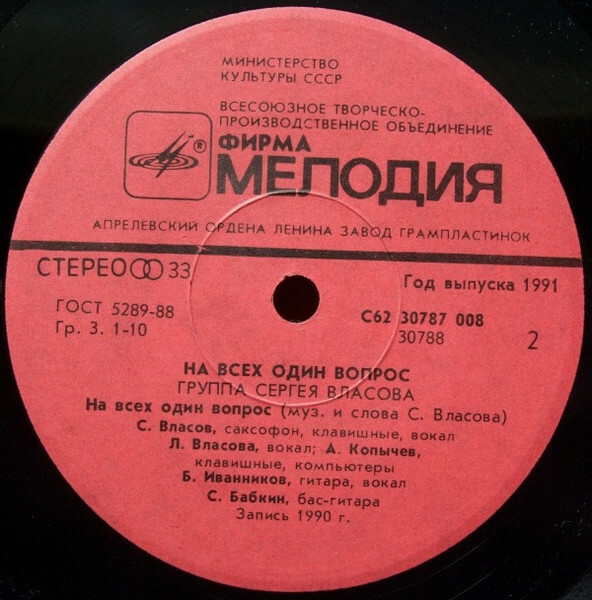 МИНИСТЕРСТВО
КУЛЬТУРЫ СССР
ВСЕСОЮЗНОЕ ТВОРЧЕСКО-
ПРОИЗВОДСТВЕННОЕ ОБЪЕДИНЕНИЕ
®
ФИРМА
МЕЛОДИЯ
АПРЕЛЕВСКИЙ ОРДЕНА ЛЕНИНА ЗАВОД ГРАМПЛАСТИНОК
СТЕРЕО 33
Год выпуска 1991
ГОСТ 5289-88
Гр. 3. 1-10
С62 30787 008
30788
2
НА ВСЕХ ОДИН ВОПРОС
ГРУППА СЕРГЕЯ ВЛАСОВА
На всех один вопрос (муз. и слова С. Власова)
С. Власов, саксофон, клавишные, вокал
Л. Власова, вокал; А. Копычев,
клавишные, компьютеры
Б. Иванников, гитара, вокал
С. Бабкин, бас-гитара
Запись 1990 г.